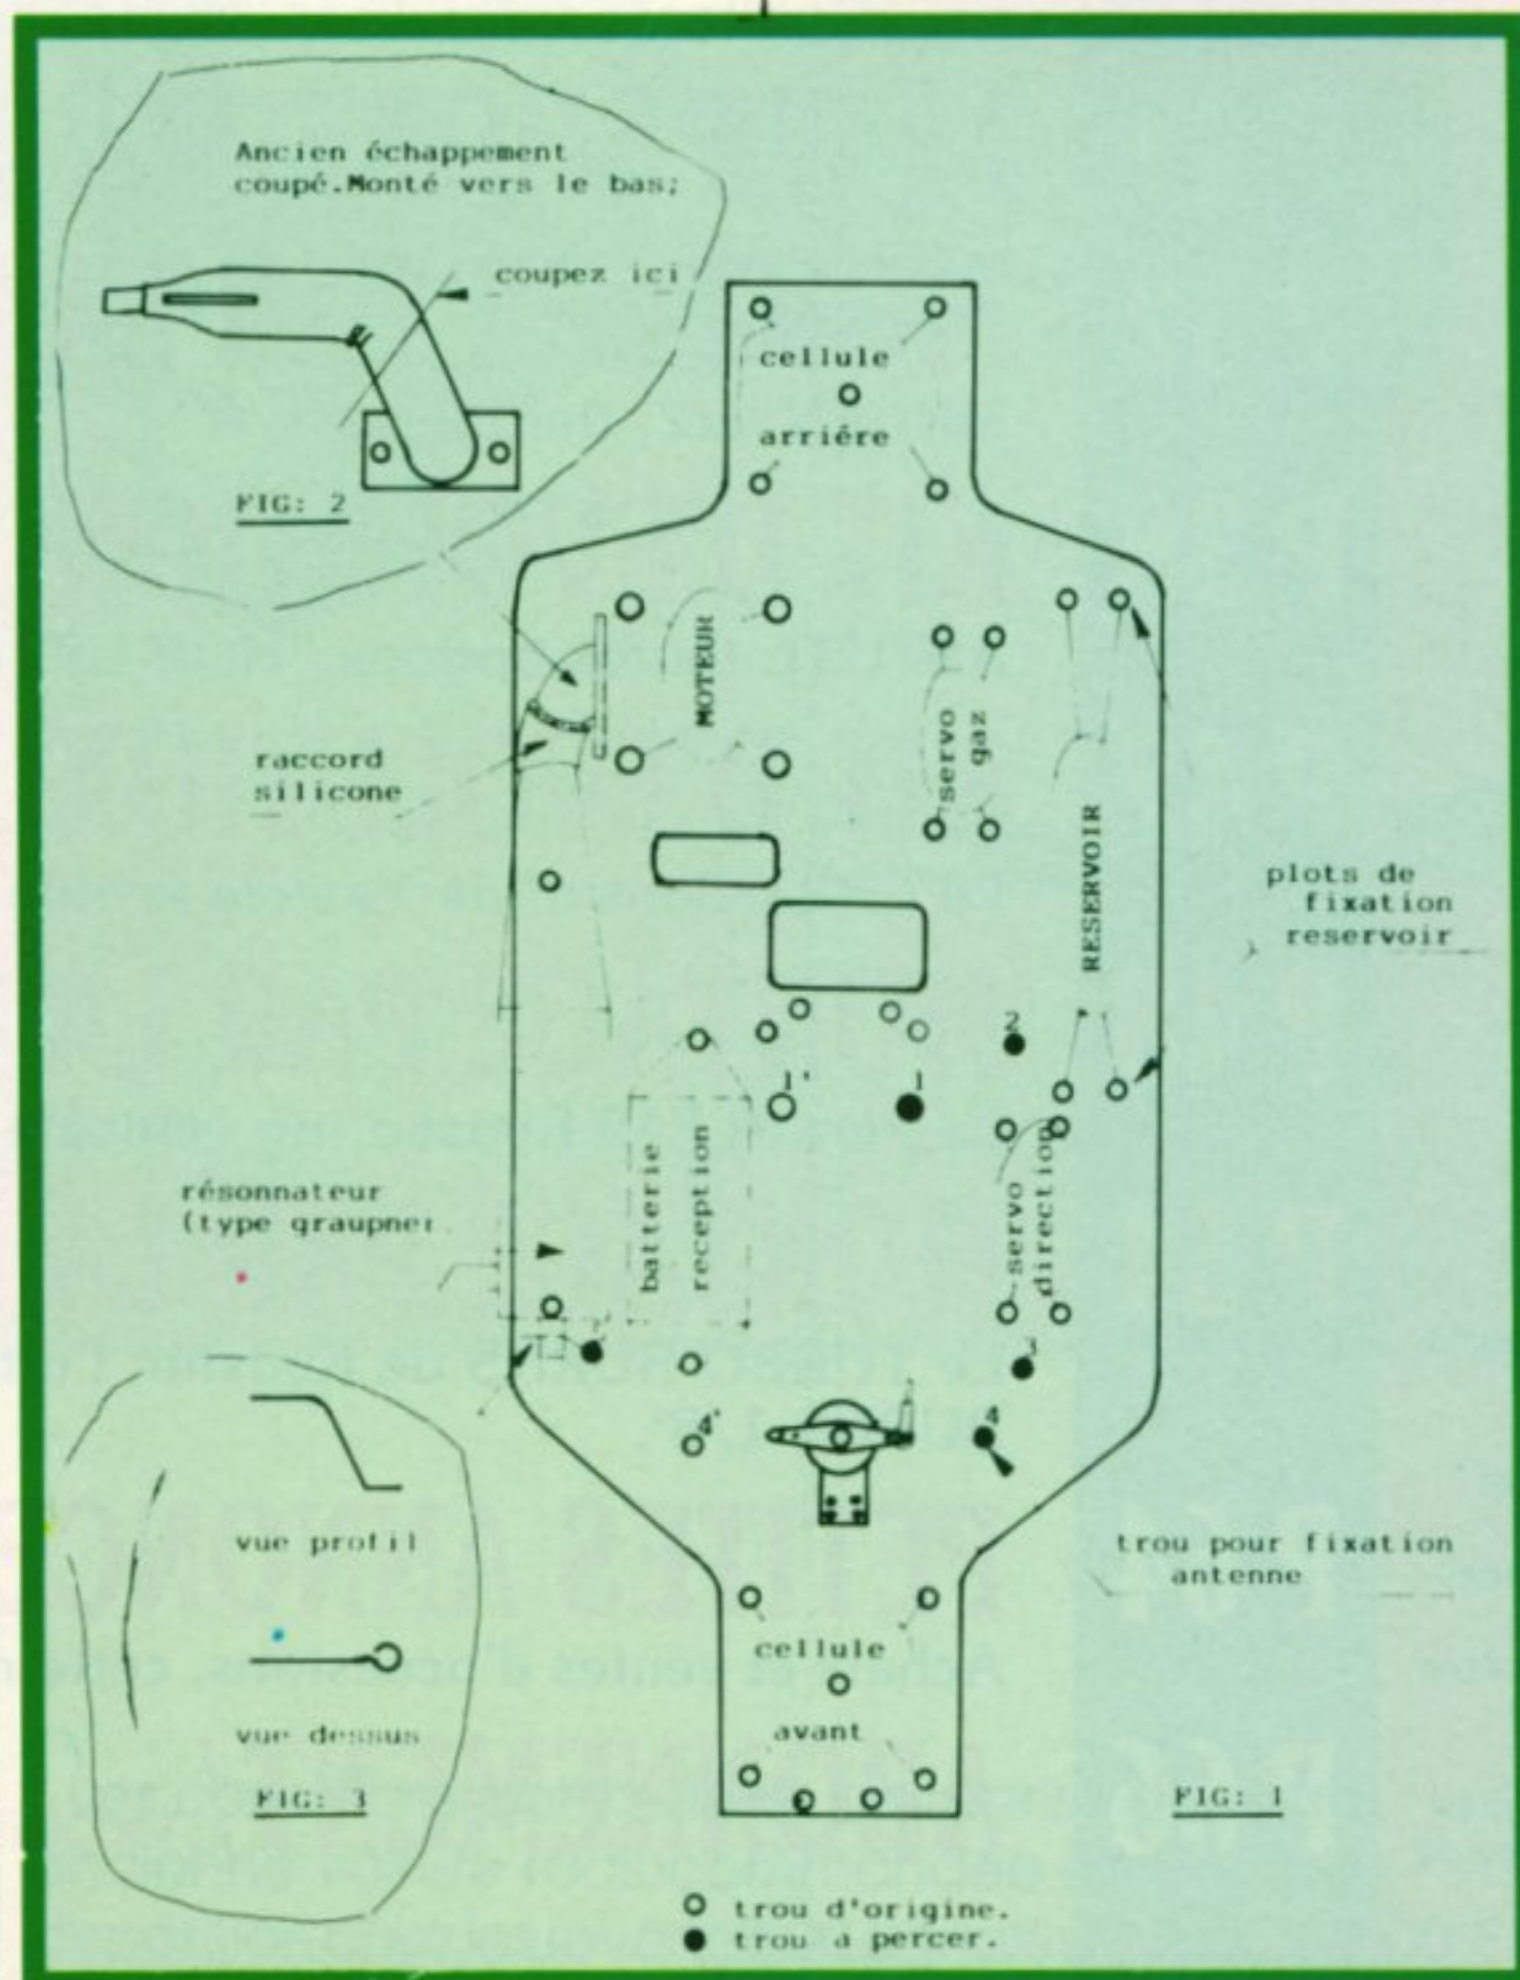 Ancien échappement
coupé.Monté vers le bas;
coupez ici
FIG: 2
cellule
arriére
MOTEUR
servo
gaz
raccord
silicone
RESERVOIR
plots de
fixation
reservoir
2
1'
1
batterie
reception
servo
direction
résonnateur
(type graupner
3
4'
4
vue profil
trou pour fixation
antenne
cellule
avant
vue dessus
FIG: 3
FIG: 1
trou d'origine.
trou a percer.